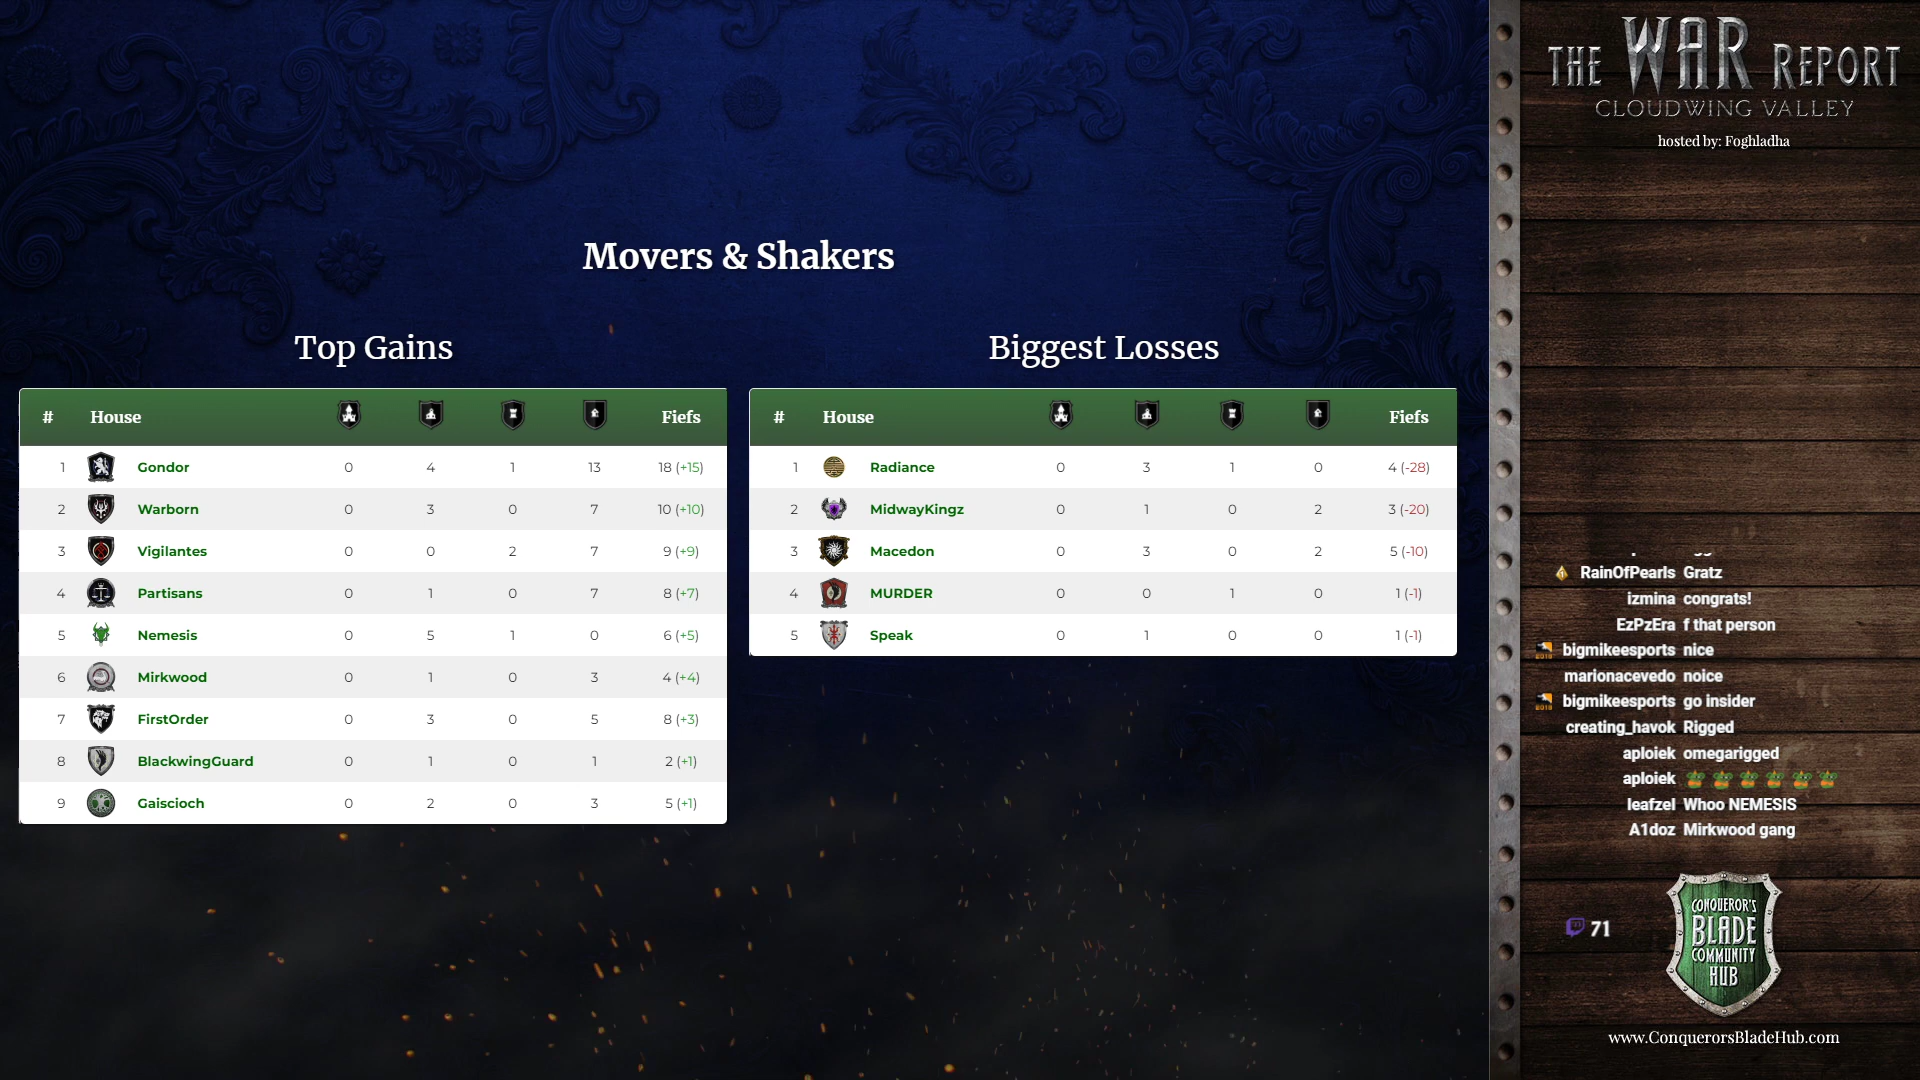 Movers & Shakers
Top Gains
# House Fiefs
1 Gondor 0 4 1 13 18 (+15)
2 Warborn 0 3 0 7 10 (+10)
3 Vigilantes 0 0 2 7 9 (+9)
4 Partisans 0 1 0 7 8 (+7)
5 Nemesis 0 5 1 0 6 (+5)
6 Mirkwood 0 1 0 3 4 (+4)
7 FirstOrder 0 3 0 5 8 (+3)
8 BlackwingGuard 0 1 0 1 2 (+1)
9 Gaiscioch 0 2 0 3 5 (+1)
Biggest Losses
# House Fiefs
1 Radiance 0 3 1 0 4 (-28)
2 MidwayKingz 0 1 0 2 3 (-20)
3 Macedon 0 3 0 2 5 (-10)
4 MURDER 0 0 1 0 1 (-1)
5 Speak 0 1 0 0 1 (-1)
THE WAR REPORT
CLOUDWING VALLEY
hosted by: Foghladha
RainOfPearls Gratz
izmina congrats!
EzPzEra f that person
bigmikeesports nice
marionacevedo noice
bigmikeesports go insider
creating_havok Rigged
aploiek omegarigged
aploiek
leafzel Whoo NEMESIS
A1doz Mirkwood gang
71
CONQUEROR'S
BLADE
COMMUNITY
HUB
www.ConquerorsBladeHub.com